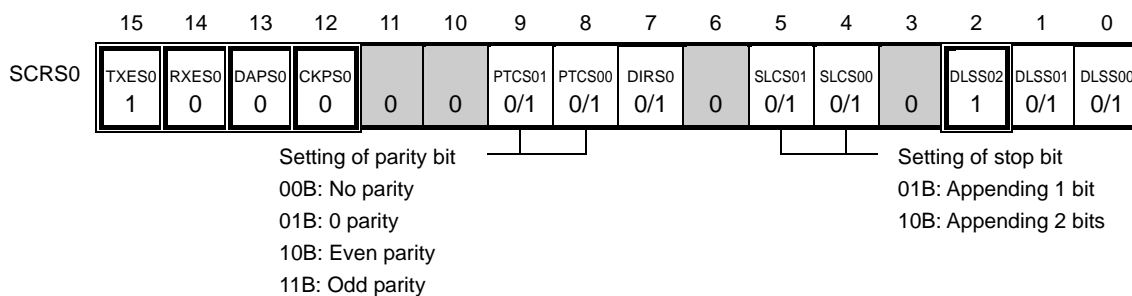 15 14 13 12 11 10 9 8 7 6 5 4 3 2 1 0
SCRS0 TXES0 RXES0 DAPS0 CKPS0 PTCS01 PTCS00 DIRS0 SLCS01 SLCS00 DLSS02 DLSS01 DLSS00
1 0 0 0 0 0 0/1 0/1 0/1 0 0/1 0/1 0 1 0/1 0/1
Setting of parity bit
00B: No parity
01B: 0 parity
10B: Even parity
11B: Odd parity
Setting of stop bit
01B: Appending 1 bit
10B: Appending 2 bits